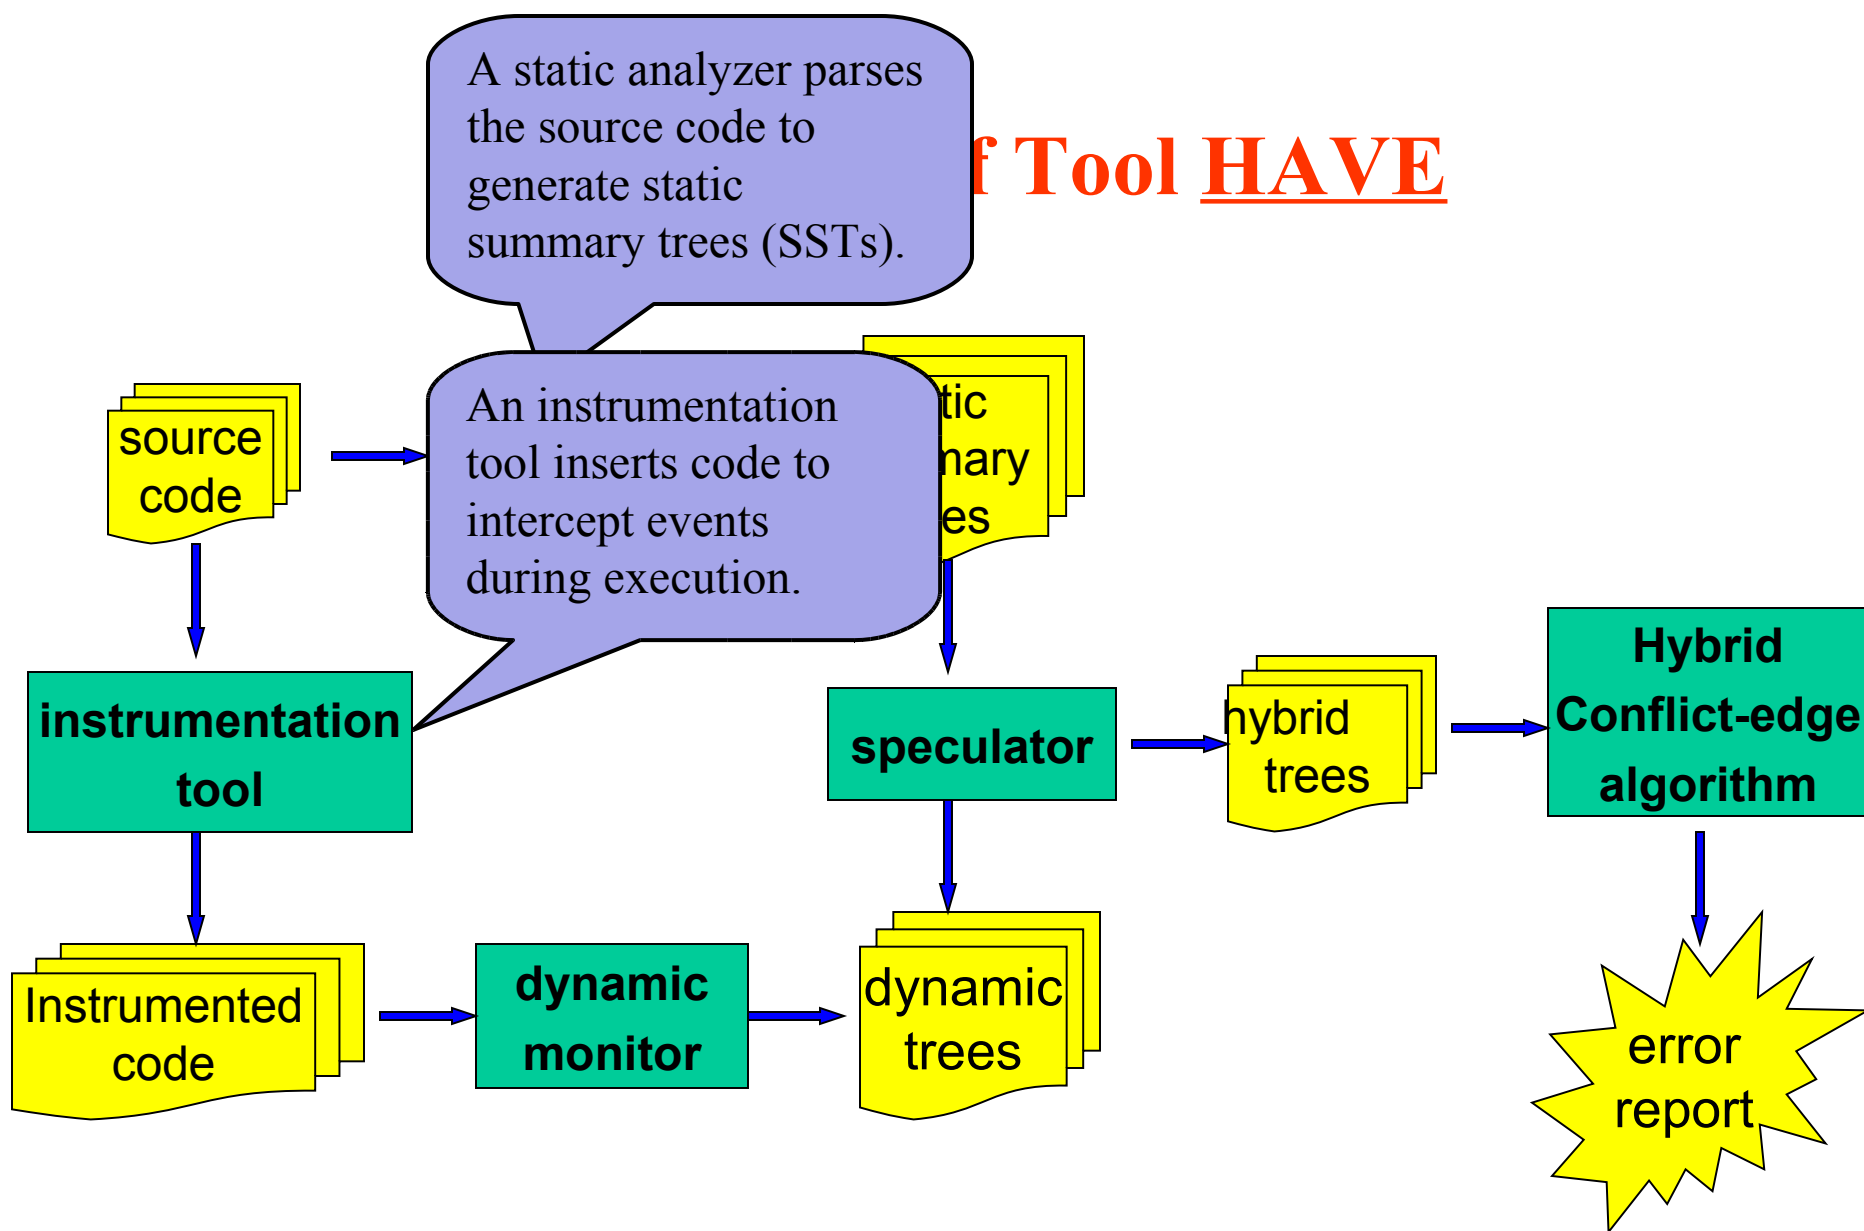 A static analyzer parses
the source code to
generate static
summary trees (SSTs).
f Tool HAVE
An instrumentation
tool inserts code to
intercept events
during execution.
source
code
tic
mary
es
instrumentation
tool
speculator
hybrid
trees
Hybrid
Conflict-edge
algorithm
Instrumented
code
dynamic
monitor
dynamic
trees
error
report